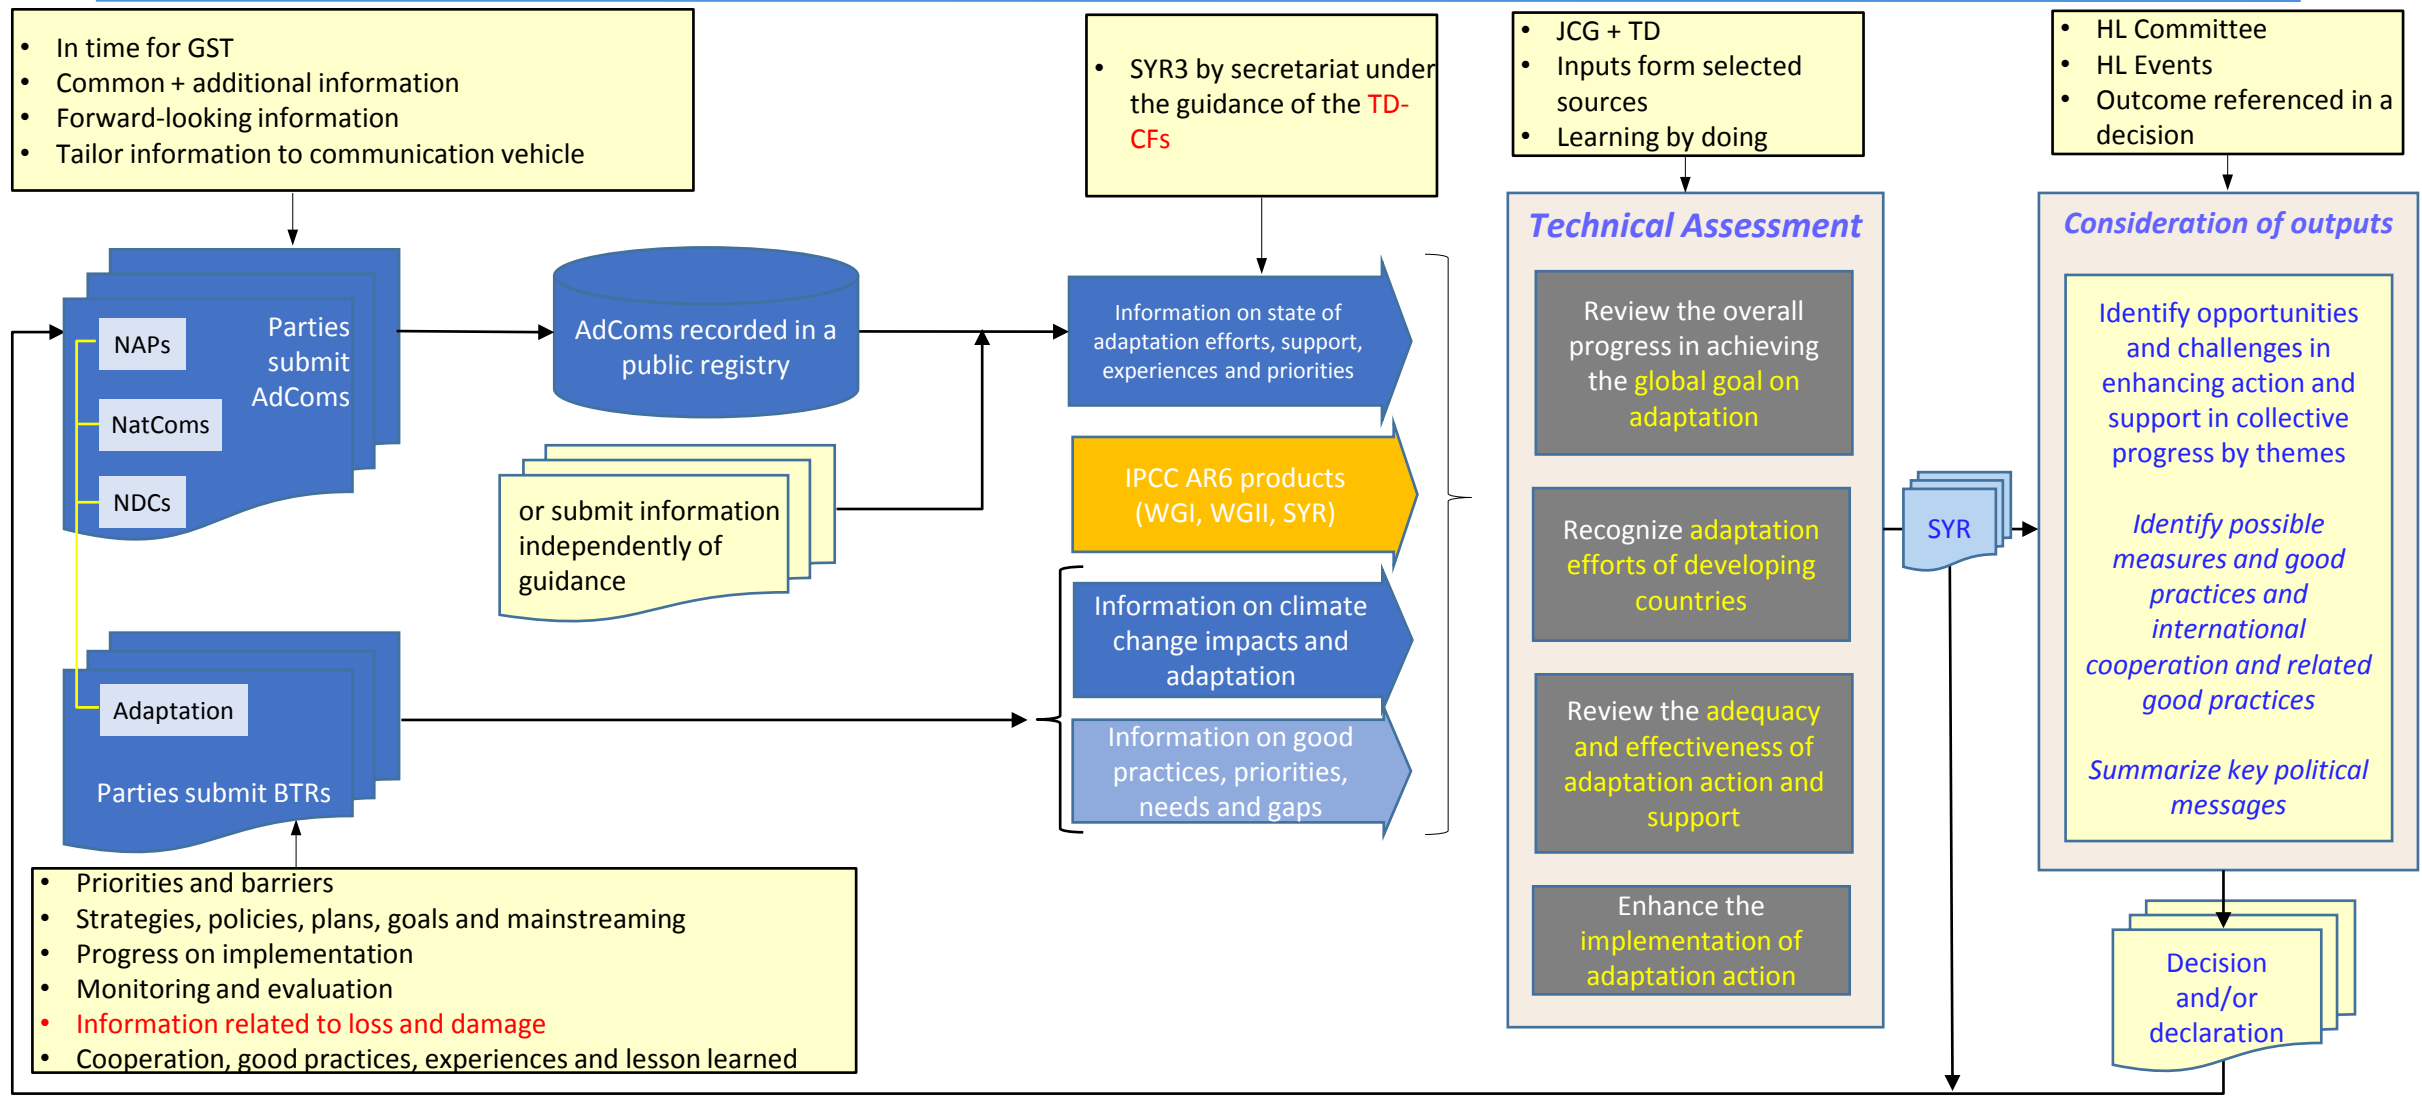 • In time for GST
• Common + additional information
• Forward-looking information
• Tailor information to communication vehicle
• SYR3 by secretariat under
the guidance of the TD-
CFs
• JCG + TD
• Inputs form selected
sources
• Learning by doing
• HL Committee
• HL Events
• Outcome referenced in a
decision
NAPs
NatComs
NDCs
Parties
submit
AdComs
AdComs recorded in a
public registry
or submit information
independently of
guidance
Adaptation
Parties submit BTRs
• Priorities and barriers
• Strategies, policies, plans, goals and mainstreaming
• Progress on implementation
• Monitoring and evaluation
• Information related to loss and damage
• Cooperation, good practices, experiences and lesson learned
Information on state of
adaptation efforts, support,
experiences and priorities
IPCC AR6 products
(WGI, WGII, SYR)
Information on climate
change impacts and
adaptation
Information on good
practices, priorities,
needs and gaps
Technical Assessment
Review the overall
progress in achieving
the global goal on
adaptation
Recognize adaptation
efforts of developing
countries
Review the adequacy
and effectiveness of
adaptation action and
support
Enhance the
implementation of
adaptation action
SYR
Consideration of outputs
Identify opportunities
and challenges in
enhancing action and
support in collective
progress by themes
Identify possible
measures and good
practices and
international
cooperation and related
good practices
Summarize key political
messages
Decision
and/or
declaration